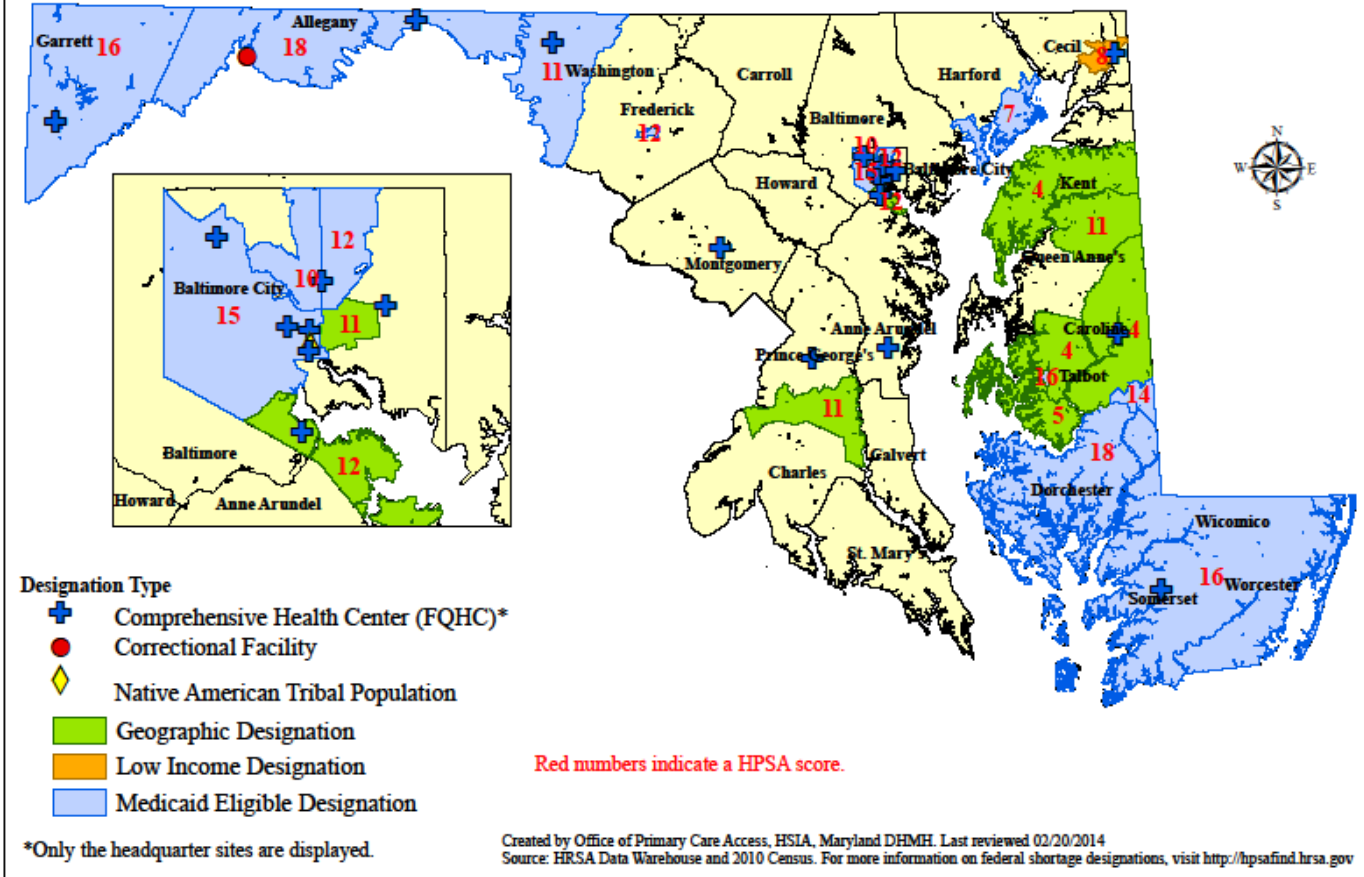 Garrett 16
Allegany
18
11 Washington
Frederick
12
Carroll
Baltimore
10
12
15
Baltimore City
12
Harford
7
Cecil
8
Howard
Montgomery
Anne Arundel
Prince George's
11
Charles
Calvert
St. Mary's
4 Kent
11
Queen Anne's
Caroline 4
4
16 Talbot
5
14
18
Dorchester
Wicomico
16 Worcester
Somerset
N
W E
S
12
10
Baltimore City
15
11
Baltimore
12
Howard
Anne Arundel
Designation Type
Comprehensive Health Center (FQHC)*
Correctional Facility
Native American Tribal Population
Geographic Designation
Low Income Designation
Medicaid Eligible Designation
*Only the headquarter sites are displayed.
Red numbers indicate a HPSA score.
Created by Office of Primary Care Access, HSIA, Maryland DHMH. Last reviewed 02/20/2014
Source: HRSA Data Warehouse and 2010 Census. For more information on federal shortage designations, visit http://hpsafind.hrsa.gov